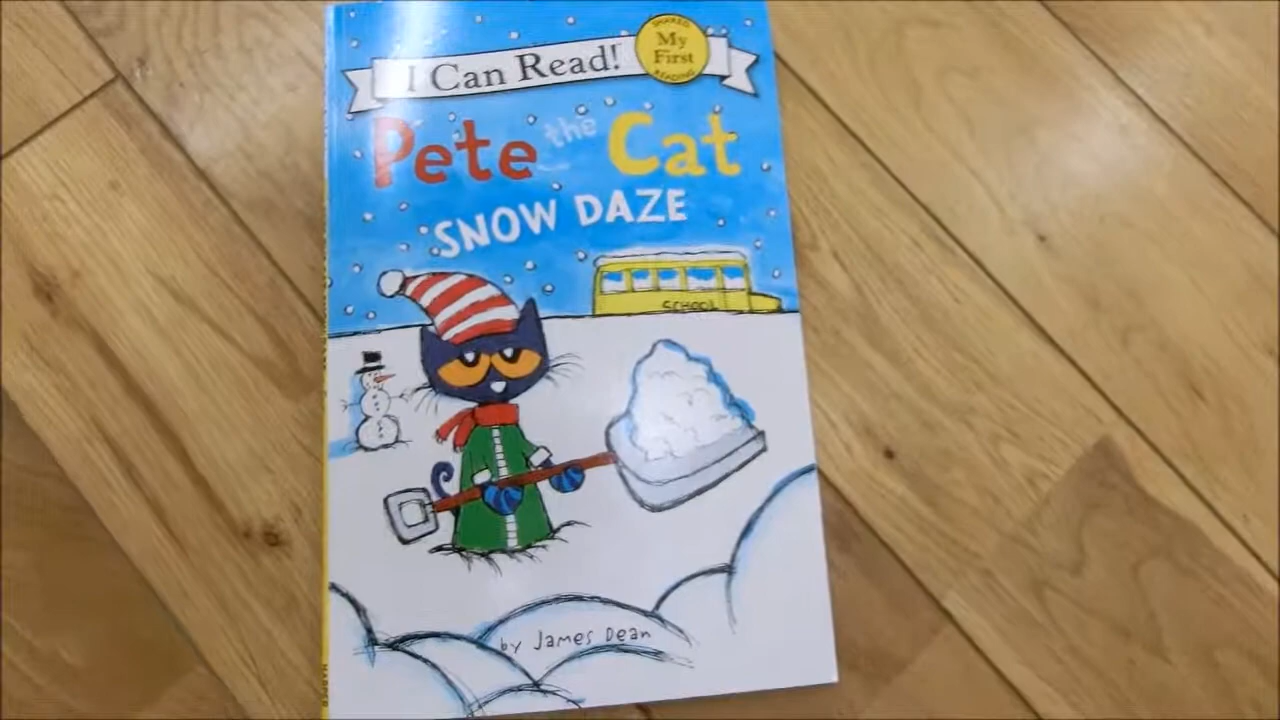 I Can Read!
SHARED
My
First
READING
Pete the Cat
SNOW DAZE
SCHOOL
by James Dean
HARPER